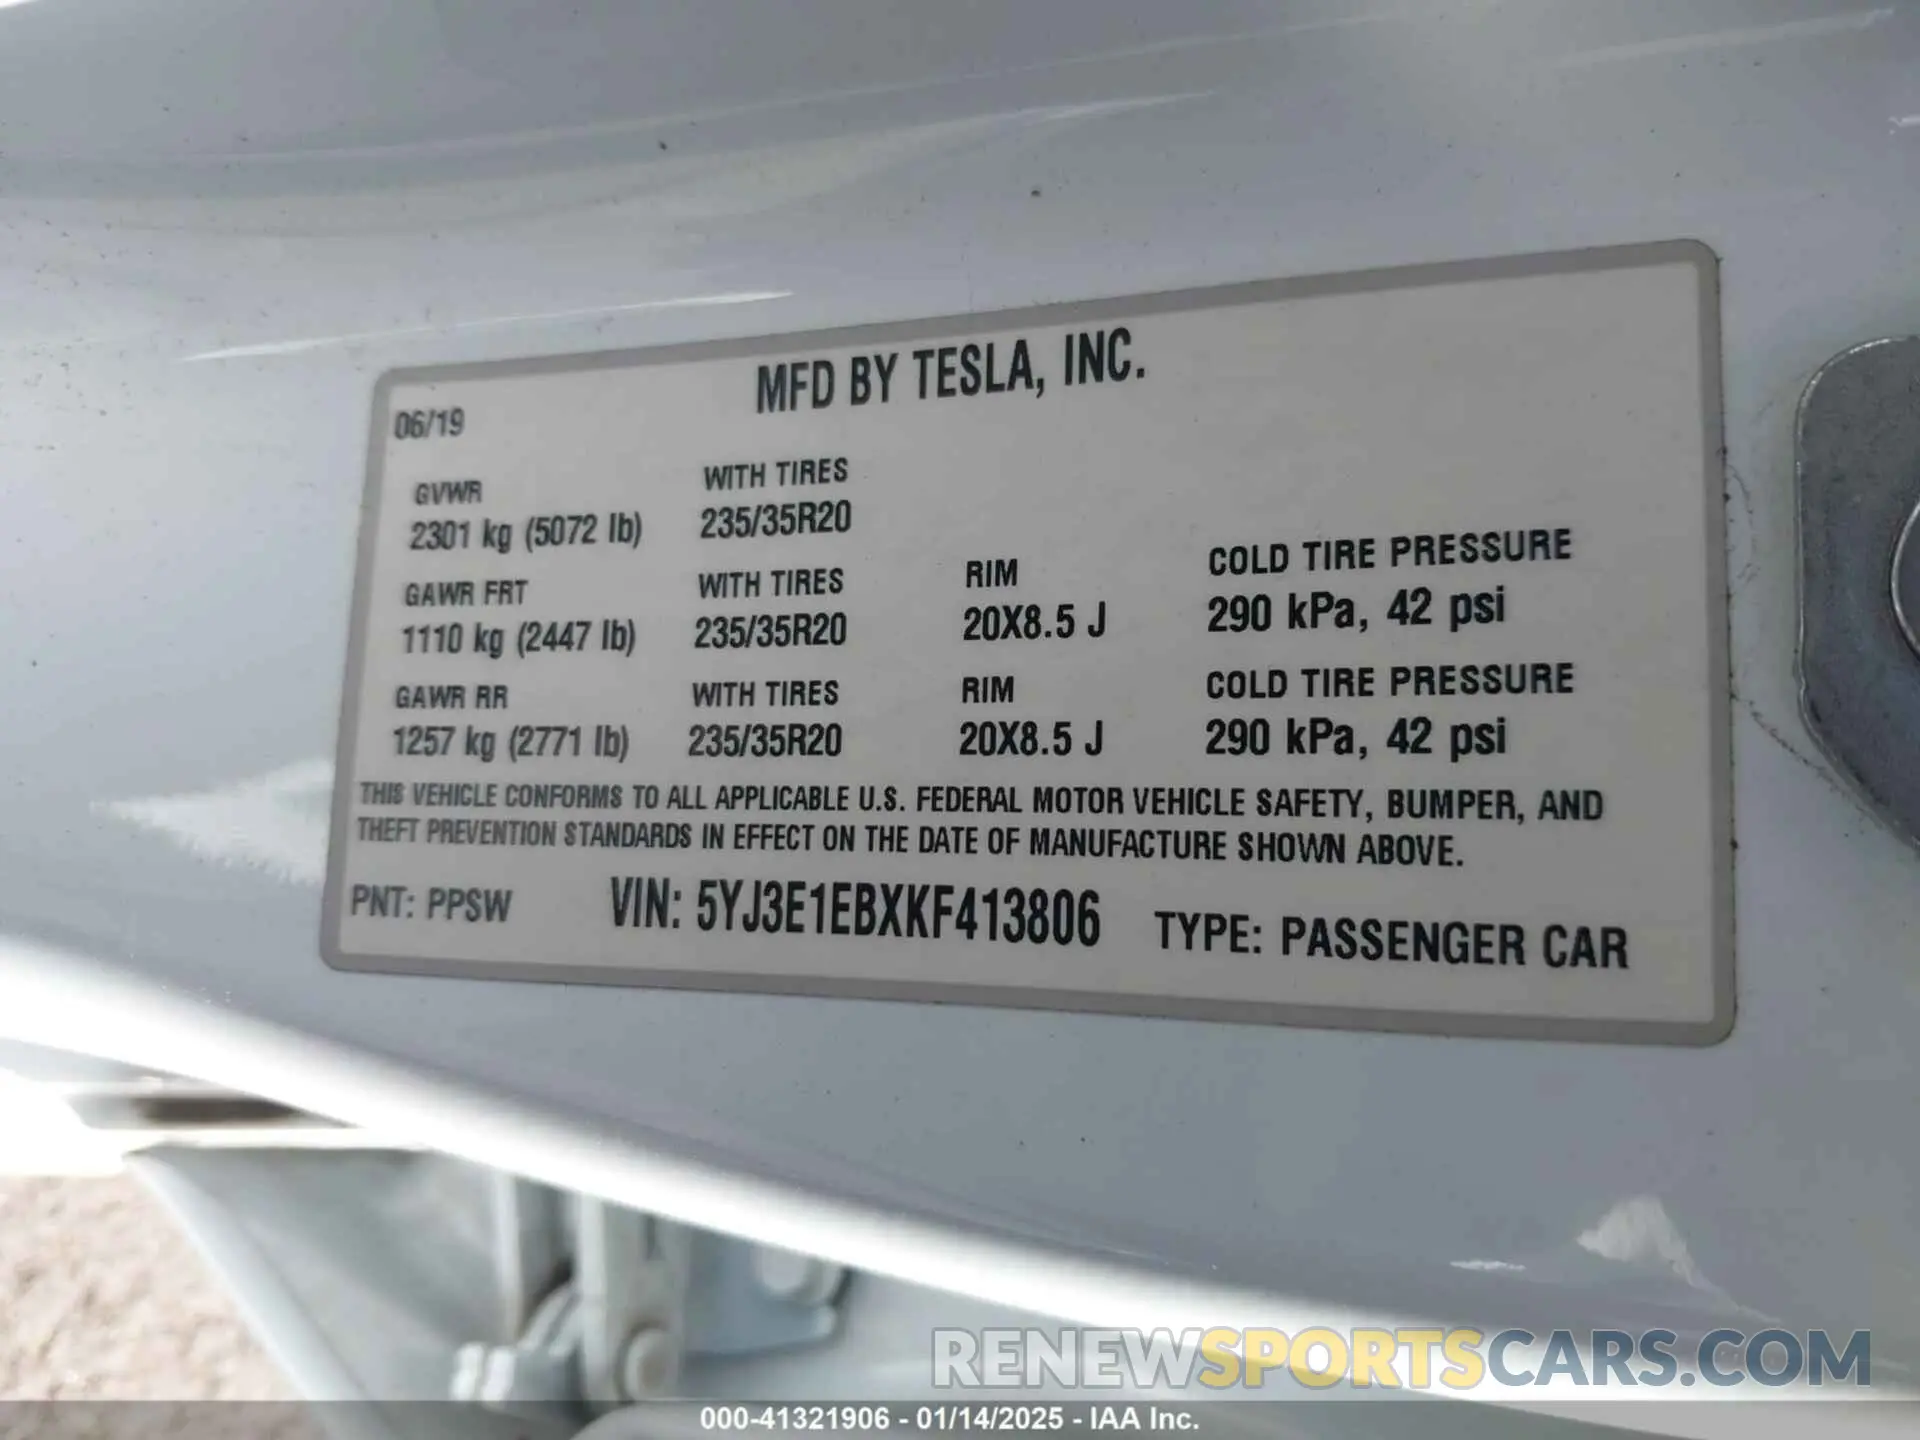 MFD BY TESLA, INC.
06/19
GVWR WITH TIRES
2301 kg (5072 lb) 235/35R20
GAWR FRT WITH TIRES RIM COLD TIRE PRESSURE
1110 kg (2447 lb) 235/35R20 20X8.5 J 290 kPa, 42 psi
GAWR RR WITH TIRES RIM COLD TIRE PRESSURE
1257 kg (2771 lb) 235/35R20 20X8.5 J 290 kPa, 42 psi
THIS VEHICLE CONFORMS TO ALL APPLICABLE U.S. FEDERAL MOTOR VEHICLE SAFETY, BUMPER, AND
THEFT PREVENTION STANDARDS IN EFFECT ON THE DATE OF MANUFACTURE SHOWN ABOVE.
PNT: PPSW VIN: 5YJ3E1EBXKF413806 TYPE: PASSENGER CAR
RENEWSPORTSCARS.COM
000-41321906 - 01/14/2025 - IAA Inc.